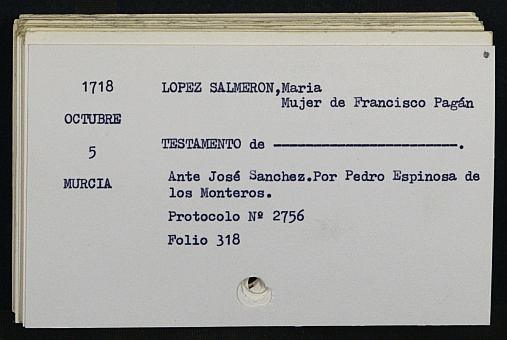 1718
LOPEZ SALMERON,Maria
Mujer de Francisco Pagán
OCTUBRE
5
TESTAMENTO de ------------------------.
MURCIA
Ante José Sanchez.Por Pedro Espinosa de
los Monteros.
Protocolo Nº 2756
Folio 318